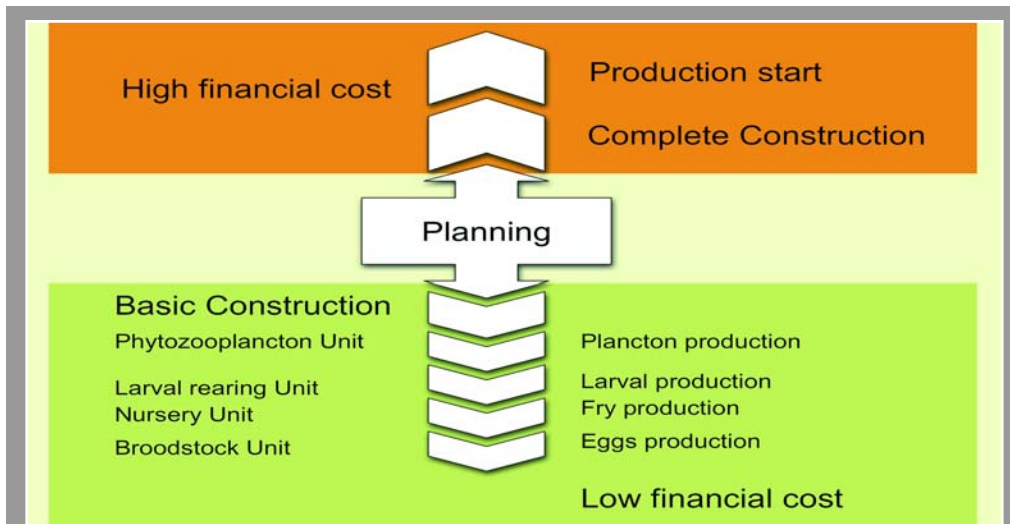 High financial cost
Production start
Complete Construction
Planning
Basic Construction
Phytozooplancton Unit
Plancton production
Larval rearing Unit
Larval production
Nursery Unit
Fry production
Broodstock Unit
Eggs production
Low financial cost